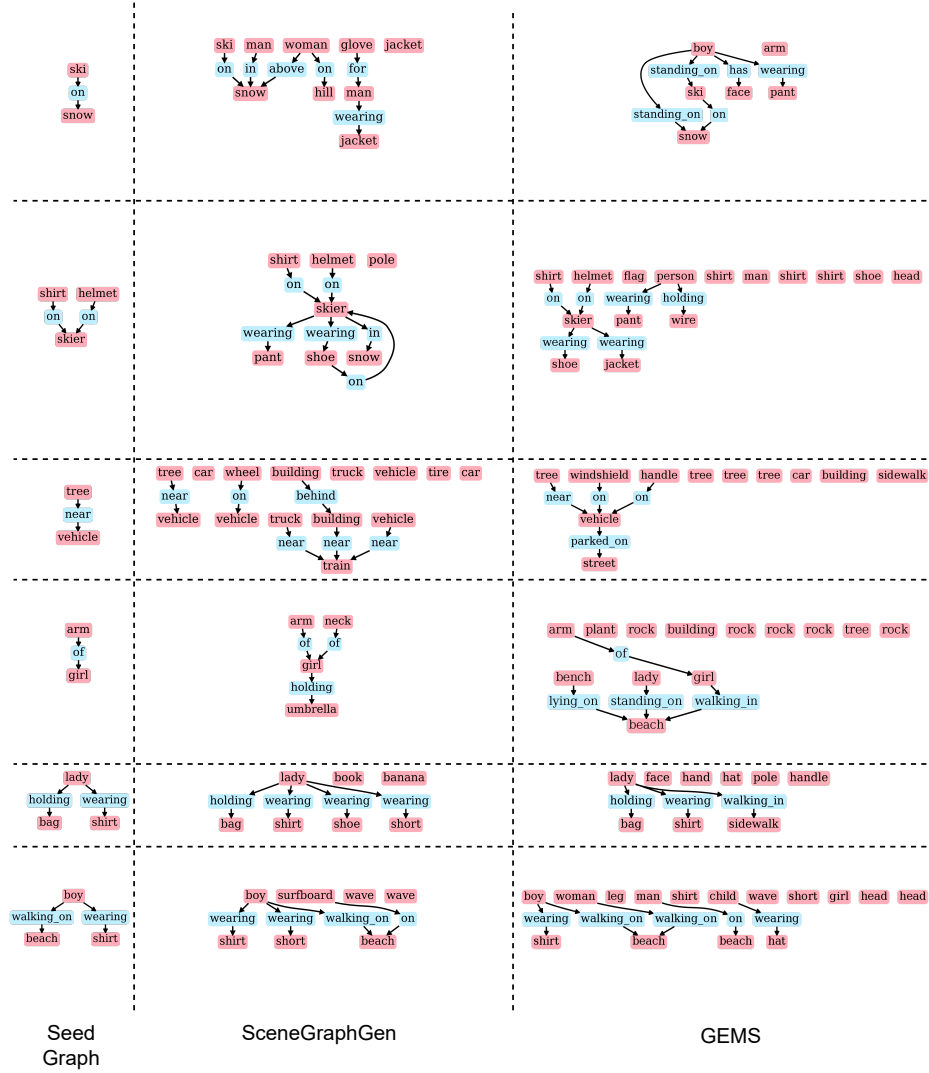 ski
on
snow
ski man woman glove jacket
on in above on for
snow hill man
wearing
jacket
boy arm
standing_on has wearing
ski face pant
standing_on on
snow
shirt helmet
on on
skier
shirt helmet pole
on on
skier
wearing wearing in
pant shoe snow
on
shirt helmet flag person shirt man shirt shirt shoe head
on on wearing holding
skier pant wire
wearing wearing
shoe jacket
tree
near
vehicle
tree car wheel building truck vehicle tire car
near on behind
vehicle vehicle truck building vehicle
near near near
train
tree windshield handle tree tree tree car building sidewalk
near on on
vehicle
parked_on
street
arm
of
girl
arm neck
of of
girl
holding
umbrella
arm plant rock building rock rock rock tree rock
of
bench lady girl
lying_on standing_on walking_in
beach
lady
holding wearing
bag shirt
lady book banana
holding wearing wearing wearing
bag shirt shoe short
lady face hand hat pole handle
holding wearing walking_in
bag shirt sidewalk
boy
walking_on wearing
beach shirt
boy surfboard wave wave
wearing wearing walking_on on
shirt short beach
boy woman leg man shirt child wave short girl head head
wearing walking_on walking_on on wearing
shirt beach beach hat
Seed
Graph
SceneGraphGen
GEMS